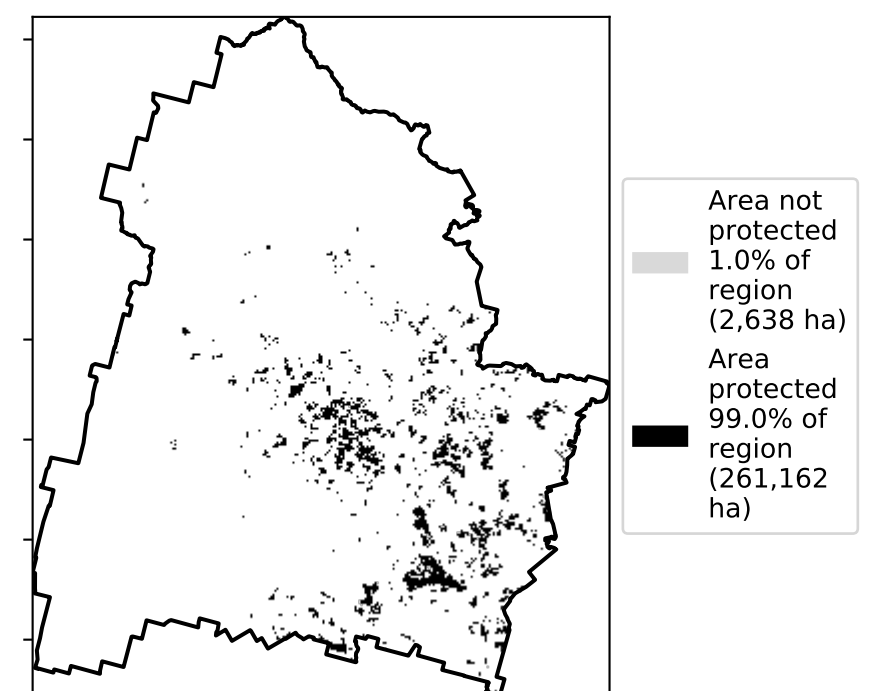 Area not
protected
1.0% of
region
(2,638 ha)
Area
protected
99.0% of
region
(261,162
ha)